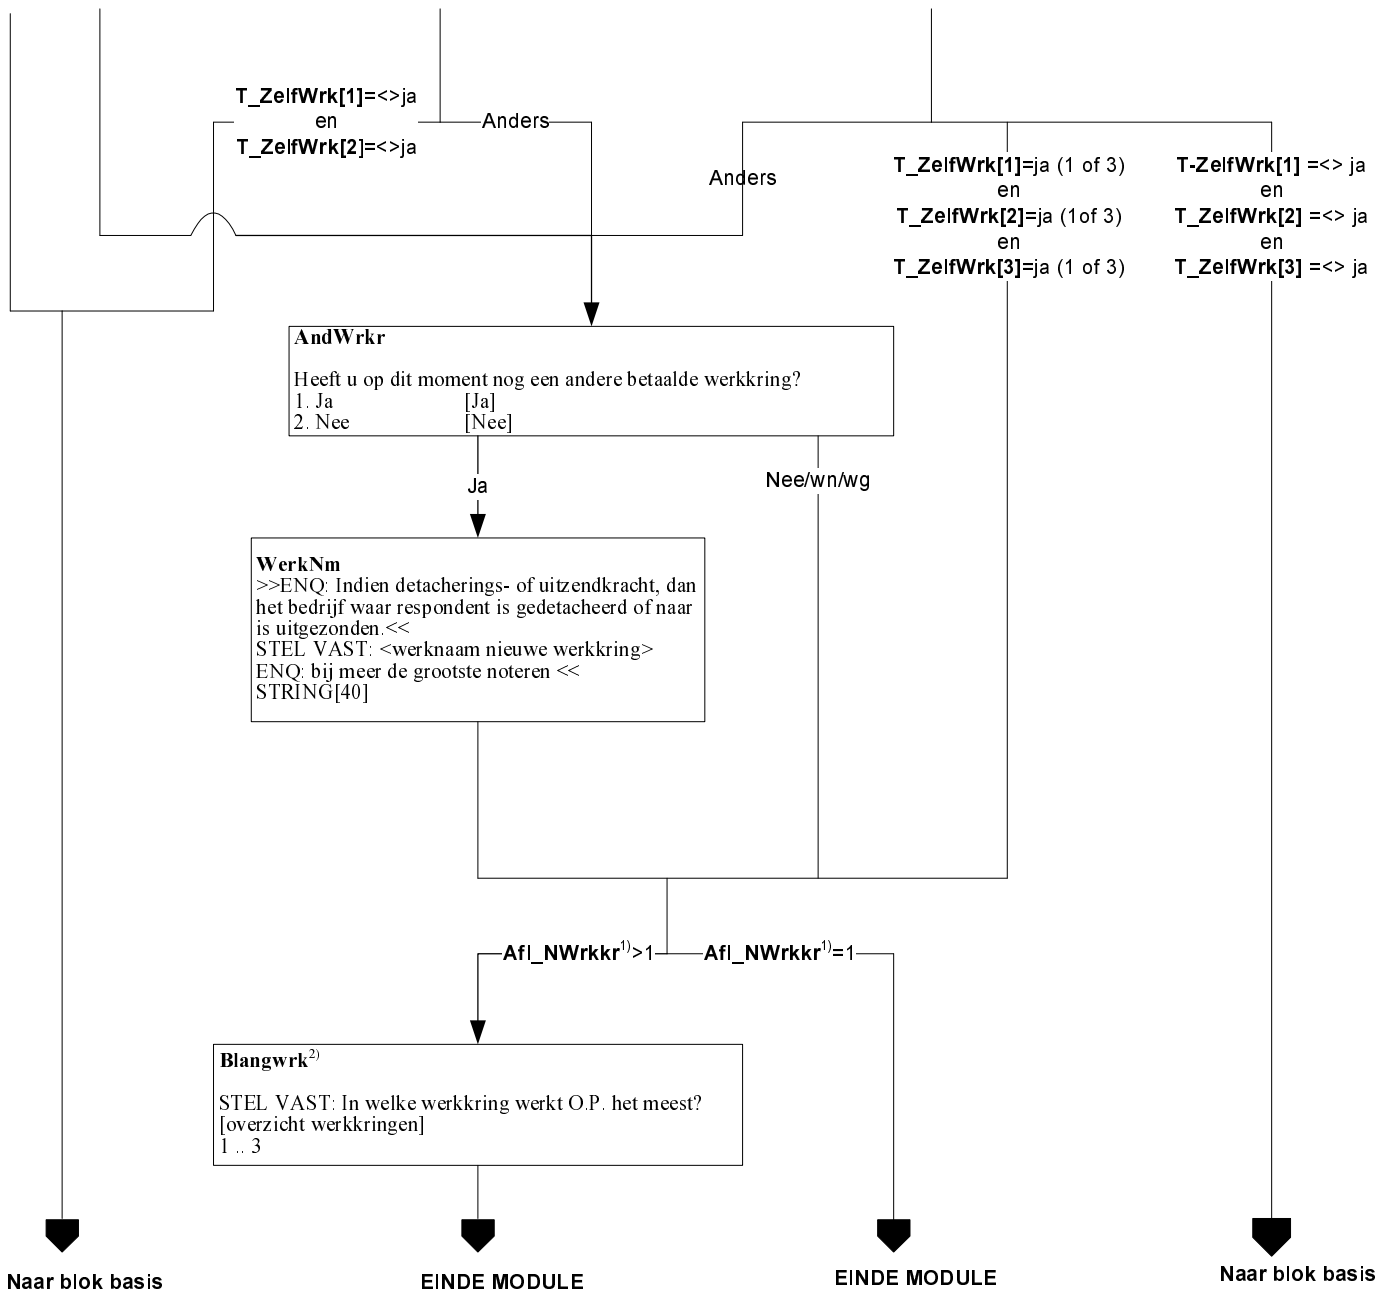 T_ZelfWrk[1]=<>ja
en
T_ZelfWrk[2]=<>ja
Anders
Anders
T_ZelfWrk[1]=ja (1 of 3)
en
T_ZelfWrk[2]=ja (1of 3)
en
T_ZelfWrk[3]=ja (1 of 3)
T-ZelfWrk[1] =<> ja
en
T_ZelfWrk[2] =<> ja
en
T_ZelfWrk[3] =<> ja
AndWrkr
Heeft u op dit moment nog een andere betaalde werkkring?
1. Ja [Ja]
2. Nee [Nee]
Ja
Nee/wn/wg
WerkNm
>>ENQ: Indien detacherings- of uitzendkracht, dan
het bedrijf waar respondent is gedetacheerd of naar
is uitgezonden.<<
STEL VAST: <werknaam nieuwe werkkring>
ENQ: bij meer de grootste noteren <<
STRING[40]
Afl_NWrkkr1)>1
Afl_NWrkkr1)=1
Blangwrk2)
STEL VAST: In welke werkkring werkt O.P. het meest?
[overzicht werkkringen]
1 .. 3
Naar blok basis
EINDE MODULE
EINDE MODULE
Naar blok basis